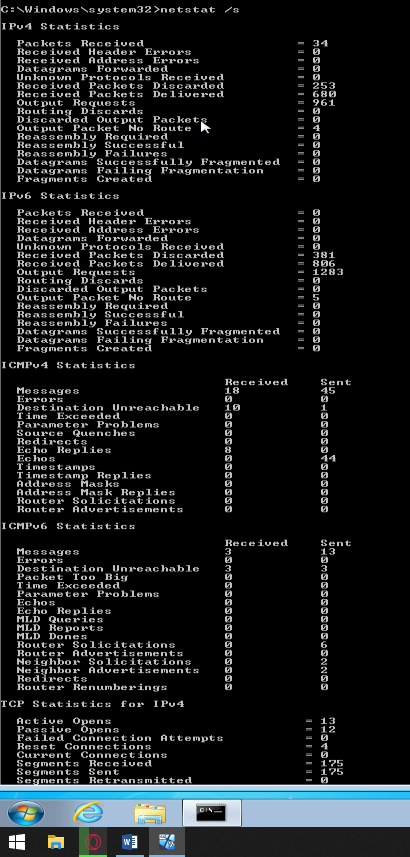 C:\Windows\system32>netstat /s
IPv4 Statistics
Packets Received = 34
Received Header Errors = 0
Received Address Errors = 0
Datagrams Forwarded = 0
Unknown Protocols Received = 0
Received Packets Discarded = 253
Received Packets Delivered = 680
Output Requests = 961
Routing Discards = 0
Discarded Output Packets = 0
Output Packet No Route = 4
Reassembly Required = 0
Reassembly Successful = 0
Reassembly Failures = 0
Datagrams Successfully Fragmented = 0
Datagrams Failing Fragmentation = 0
Fragments Created = 0
IPv6 Statistics
Packets Received = 0
Received Header Errors = 0
Received Address Errors = 0
Datagrams Forwarded = 0
Unknown Protocols Received = 0
Received Packets Discarded = 381
Received Packets Delivered = 806
Output Requests = 1283
Routing Discards = 0
Discarded Output Packets = 0
Output Packet No Route = 5
Reassembly Required = 0
Reassembly Successful = 0
Reassembly Failures = 0
Datagrams Successfully Fragmented = 0
Datagrams Failing Fragmentation = 0
Fragments Created = 0
ICMPv4 Statistics
Received Sent
Messages 18 45
Errors 0 0
Destination Unreachable 10 1
Time Exceeded 0 0
Parameter Problems 0 0
Source Quenches 0 0
Redirects 0 0
Echo Replies 8 0
Echos 0 44
Timestamps 0 0
Timestamp Replies 0 0
Address Masks 0 0
Address Mask Replies 0 0
Router Solicitations 0 0
Router Advertisements 0 0
ICMPv6 Statistics
Received Sent
Messages 3 13
Errors 0 0
Destination Unreachable 3 3
Packet Too Big 0 0
Time Exceeded 0 0
Parameter Problems 0 0
Echos 0 0
Echo Replies 0 0
MLD Queries 0 0
MLD Reports 0 0
MLD Dones 0 0
Router Solicitations 0 6
Router Advertisements 0 0
Neighbor Solicitations 0 2
Neighbor Advertisements 0 2
Redirects 0 0
Router Renumberings 0 0
TCP Statistics for IPv4
Active Opens = 13
Passive Opens = 12
Failed Connection Attempts = 0
Reset Connections = 4
Current Connections = 0
Segments Received = 175
Segments Sent = 175
Segments Retransmitted = 0